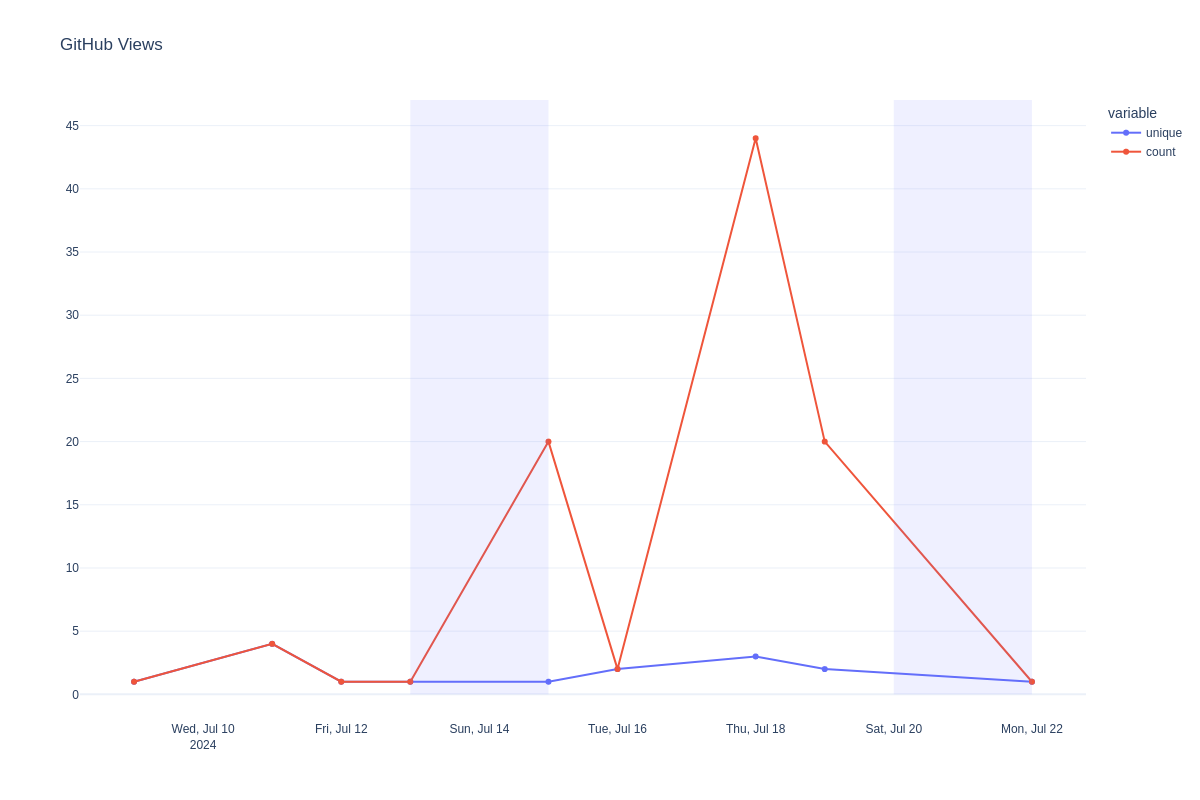 GitHub Views
variable
unique
count
45
40
35
30
25
20
15
10
5
0
Wed, Jul 10
2024
Fri, Jul 12
Sun, Jul 14
Tue, Jul 16
Thu, Jul 18
Sat, Jul 20
Mon, Jul 22